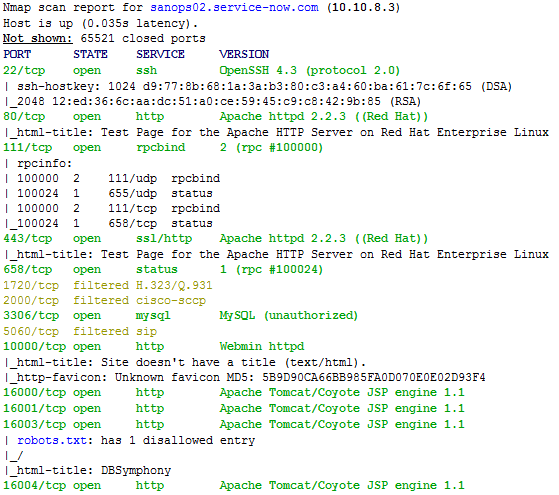 Nmap scan report for sanops02.service-now.com (10.10.8.3)
Host is up (0.035s latency).
Not shown: 65521 closed ports
PORT STATE SERVICE VERSION
22/tcp open ssh OpenSSH 4.3 (protocol 2.0)
| ssh-hostkey: 1024 d9:77:8b:68:1a:3a:b3:80:c3:a4:60:ba:61:7c:6f:65 (DSA)
|_2048 12:ed:36:6c:aa:dc:51:a0:ce:59:45:c9:c8:42:9b:85 (RSA)
80/tcp open http Apache httpd 2.2.3 ((Red Hat))
|_html-title: Test Page for the Apache HTTP Server on Red Hat Enterprise Linux
111/tcp open rpcbind 2 (rpc #100000)
| rpcinfo:
| 100000 2 111/udp rpcbind
| 100024 1 655/udp status
| 100000 2 111/tcp rpcbind
|_100024 1 658/tcp status
443/tcp open ssl/http Apache httpd 2.2.3 ((Red Hat))
|_html-title: Test Page for the Apache HTTP Server on Red Hat Enterprise Linux
658/tcp open status 1 (rpc #100024)
1720/tcp filtered H.323/Q.931
2000/tcp filtered cisco-sccp
3306/tcp open mysql MySQL (unauthorized)
5060/tcp filtered sip
10000/tcp open http Webmin httpd
|_html-title: Site doesn't have a title (text/html).
|_http-favicon: Unknown favicon MD5: 5B9D90CA66BB985FA0D070E0E02D93F4
16000/tcp open http Apache Tomcat/Coyote JSP engine 1.1
16001/tcp open http Apache Tomcat/Coyote JSP engine 1.1
16003/tcp open http Apache Tomcat/Coyote JSP engine 1.1
| robots.txt: has 1 disallowed entry
|_/
|_html-title: DBSymphony
16004/tcp open http Apache Tomcat/Coyote JSP engine 1.1